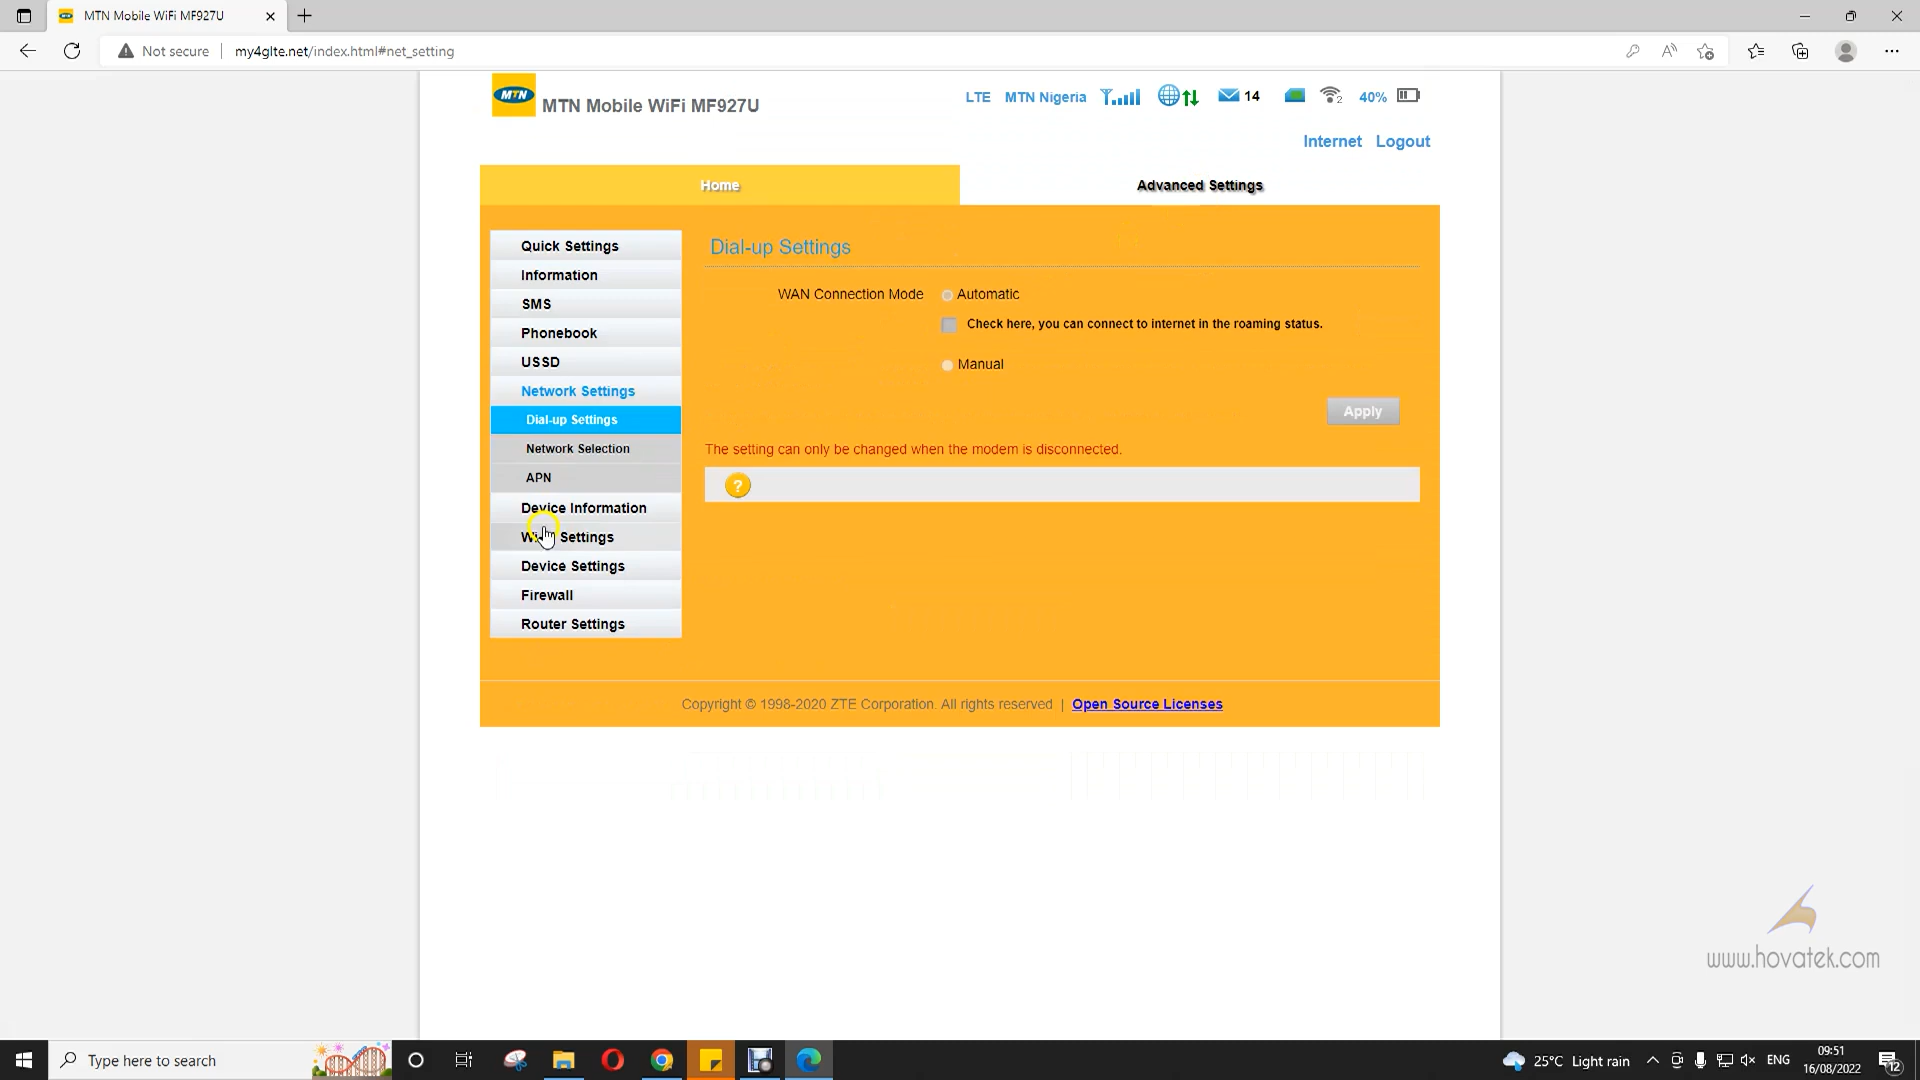 MTN Mobile WiFi MF927U
Not secure
my4glte.net/index.html#net_setting
MTN
MTN Mobile WiFi MF927U
LTE MTN Nigeria 14 2 40%
Internet Logout
Home Advanced Settings
Quick Settings
Information
SMS
Phonebook
USSD
Network Settings
Dial-up Settings
Network Selection
APN
Device Information
Settings
Device Settings
Firewall
Router Settings
Dial-up Settings
WAN Connection Mode Automatic
Check here, you can connect to internet in the roaming status.
Manual
Apply
The setting can only be changed when the modem is disconnected.
?
Copyright © 1998-2020 ZTE Corporation. All rights reserved | Open Source Licenses
www.hovatek.com
Type here to search
25°C Light rain
ENG
09:51
16/08/2022
12